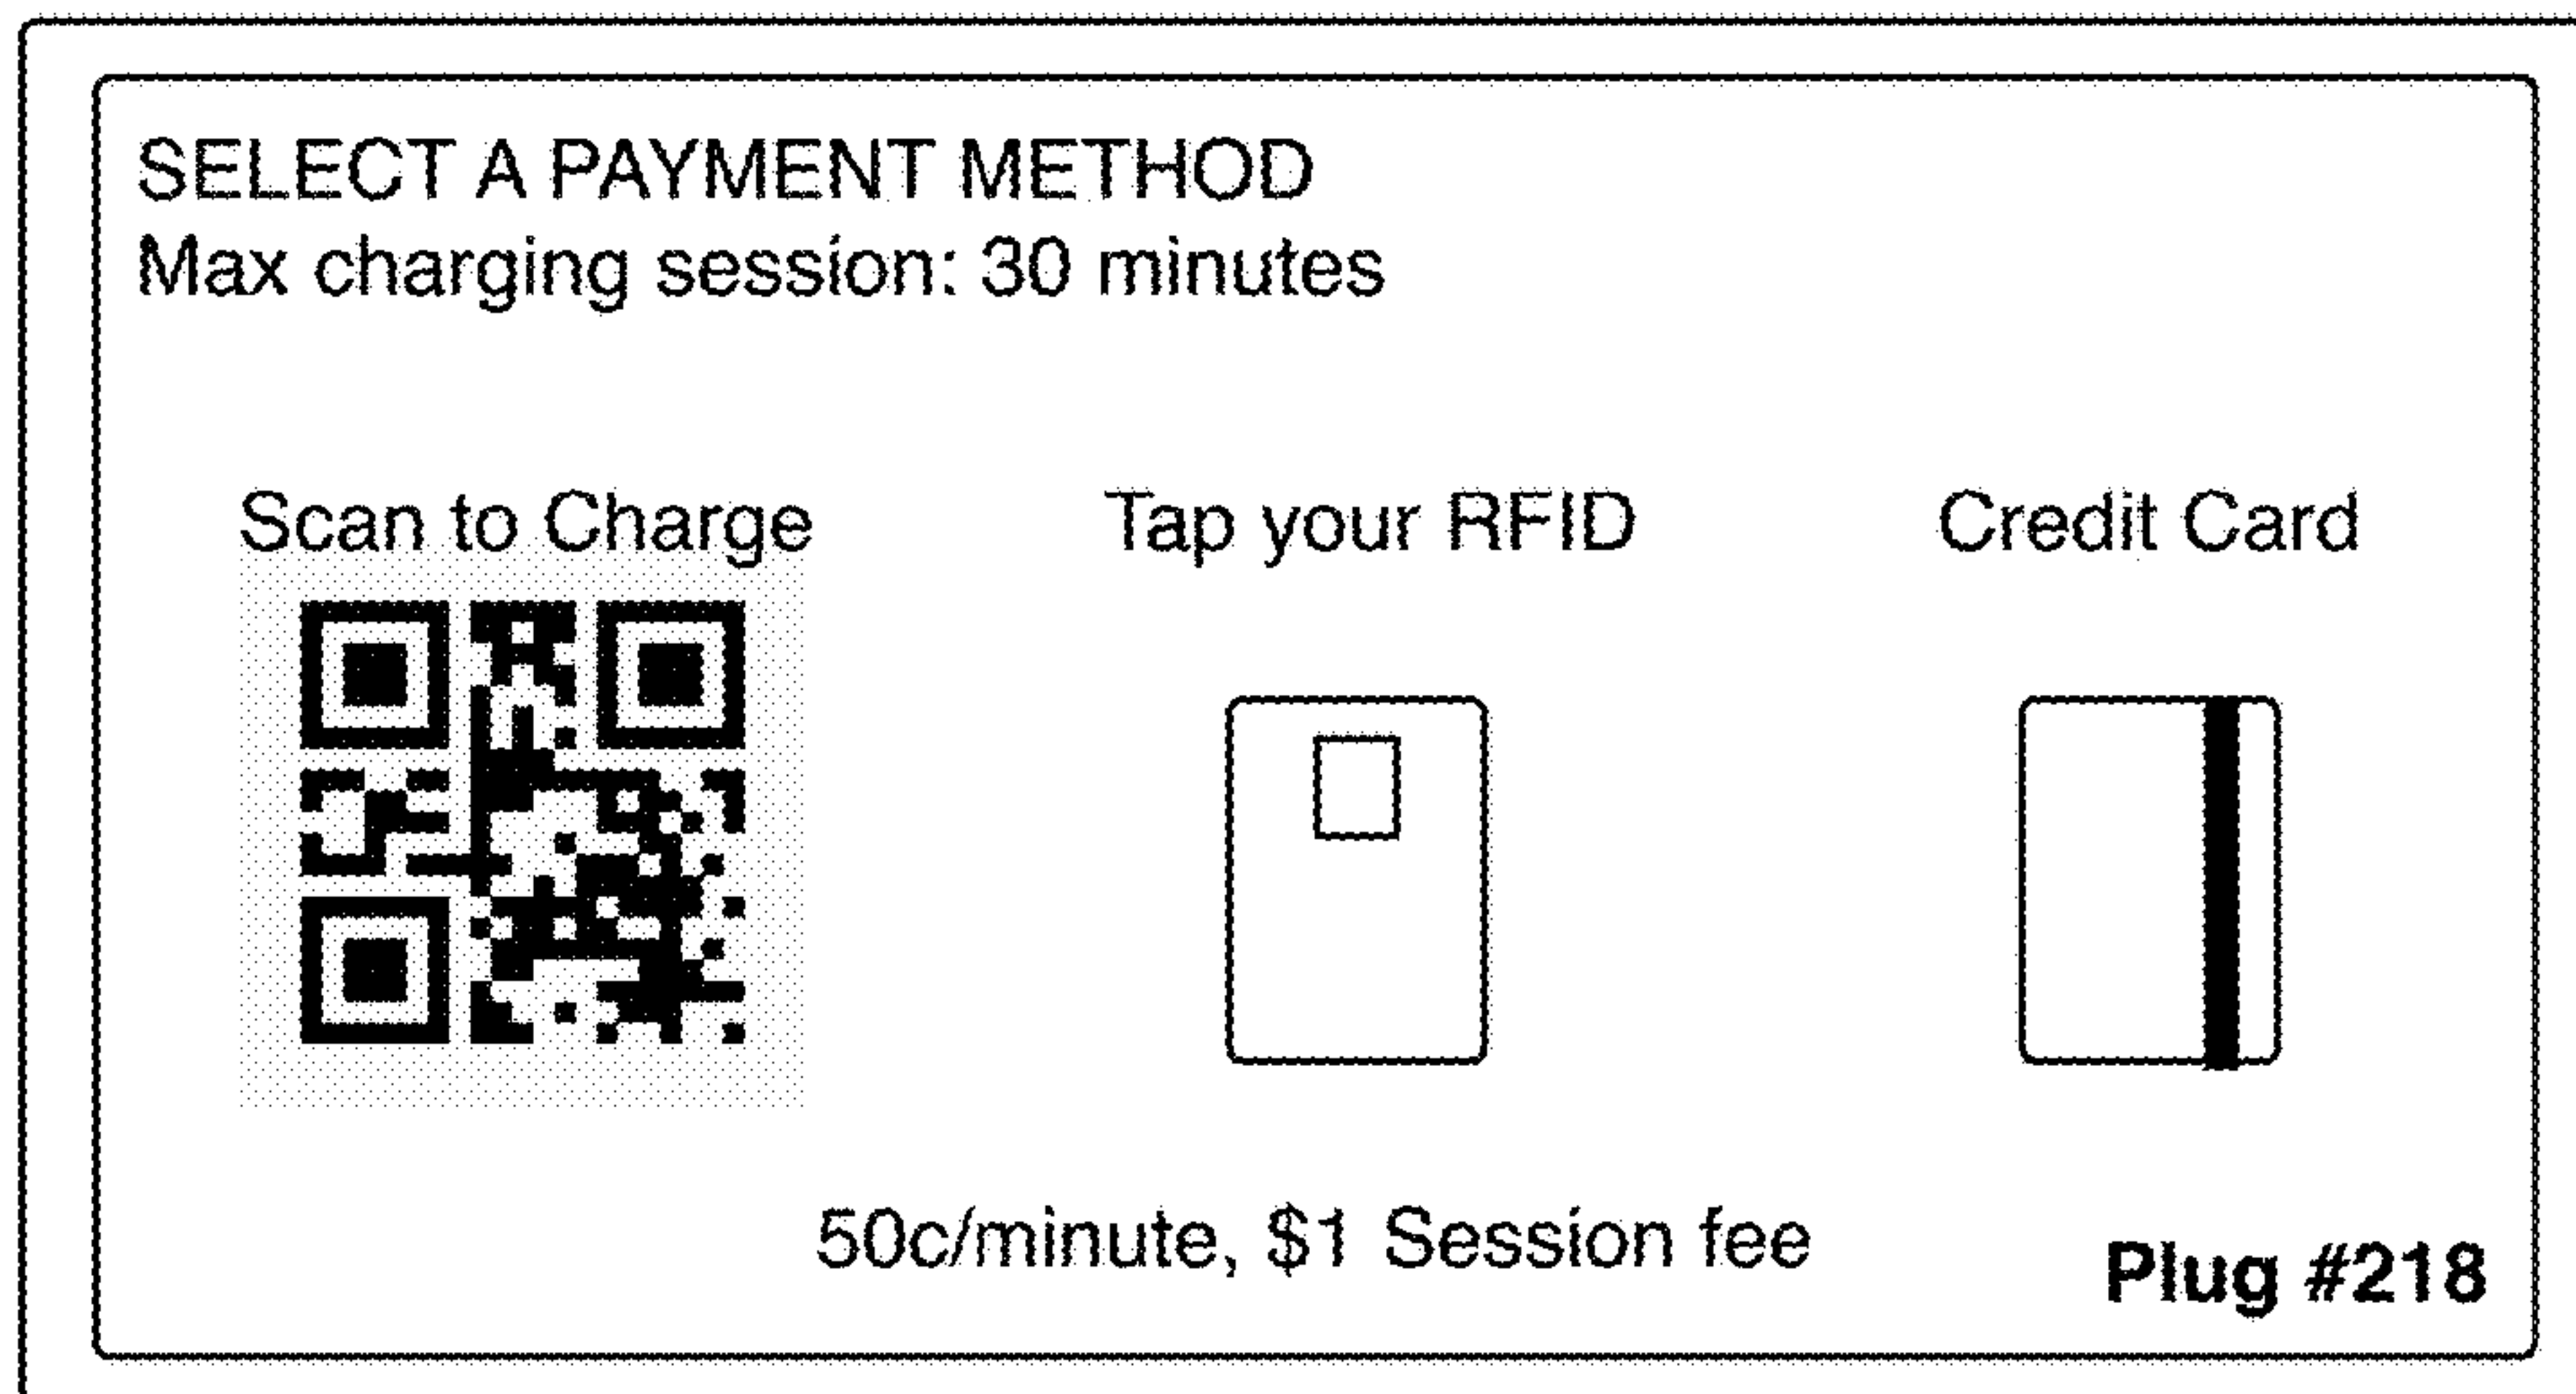 SELECT A PAYMENT METHOD
Max charging session: 30 minutes
Scan to Charge
Tap your RFID
Credit Card
50c/minute, $1 Session fee
Plug #218